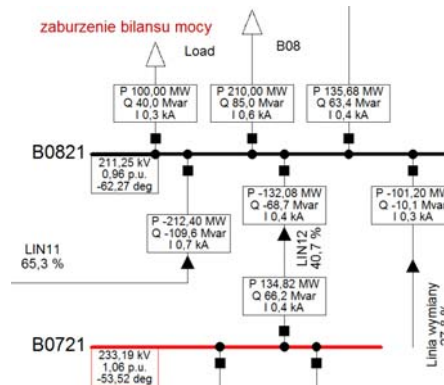 zaburzenie bilansu mocy
Load
B08
P 100,00 MW
Q 40,0 Mvar
I 0,3 kA
P 210,00 MW
Q 85,0 Mvar
I 0,6 kA
P 135,68 MW
Q 63,4 Mvar
I 0,4 kA
B0821
211,25 kV
0,96 p.u.
-62,27 deg
P -132,08 MW
Q -68,7 Mvar
I 0,4 kA
P -101,20 MW
Q -10,1 Mvar
I 0,3 kA
P -212,40 MW
Q -109,6 Mvar
I 0,7 kA
LIN11
65,3 %
LIN12
40,7 %
Linia wymiany
P 134,82 MW
Q 66,2 Mvar
I 0,4 kA
B0721
233,19 kV
1,06 p.u.
-53,52 deg